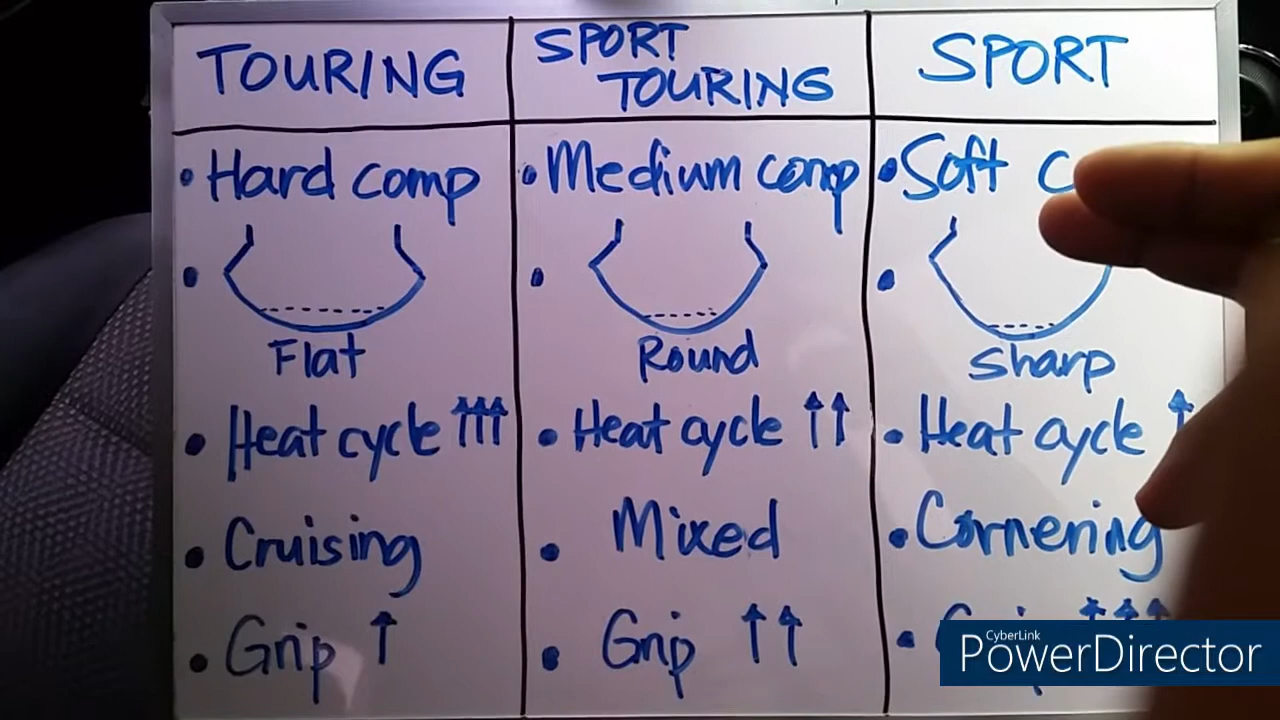 TOURING
SPORT
TOURING
SPORT
• Hard comp
• Medium comp
• Soft
•
Flat
•
Round
•
Sharp
• Heat cycle ↑↑↑
• Heat cycle ↑↑
• Heat cycle ↑
• Cruising
• Mixed
• Cornering
• Grip ↑
• Grip ↑↑
• ↑↑↑
CyberLink
PowerDirector